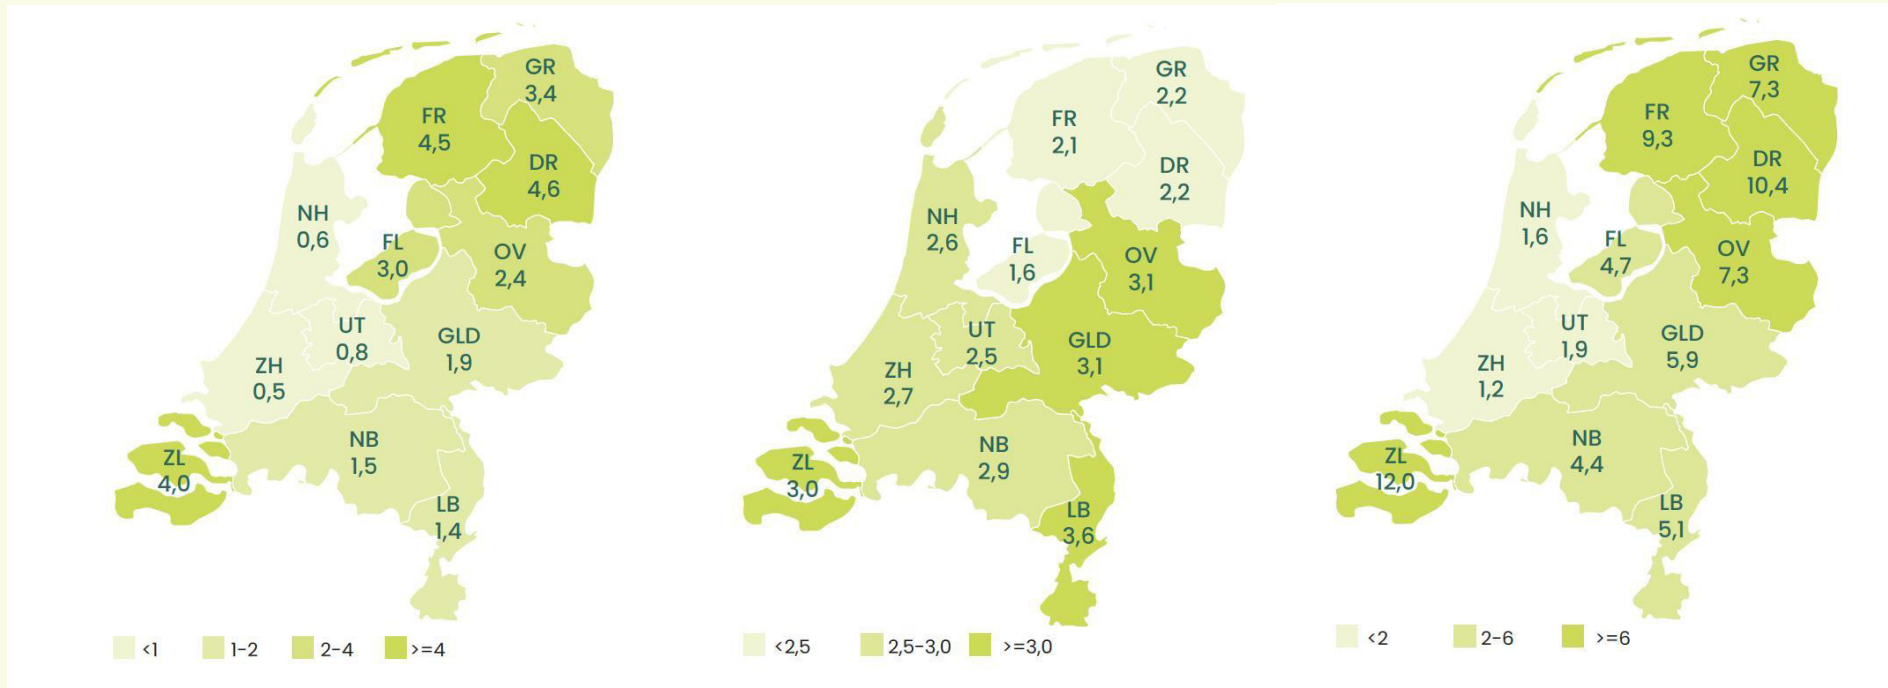 GR
3,4
FR
4,5
DR
4,6
NH
0,6
FL
3,0
OV
2,4
UT
0,8
GLD
1,9
ZH
0,5
NB
1,5
ZL
4,0
LB
1,4
<1
1-2
2-4
>=4
GR
2,2
FR
2,1
DR
2,2
NH
2,6
FL
1,6
OV
3,1
UT
2,5
GLD
3,1
ZH
2,7
NB
2,9
ZL
3,0
LB
3,6
<2,5
2,5-3,0
>=3,0
GR
7,3
FR
9,3
DR
10,4
NH
1,6
FL
4,7
OV
7,3
UT
1,9
GLD
5,9
ZH
1,2
NB
4,4
ZL
12,0
LB
5,1
<2
2-6
>=6